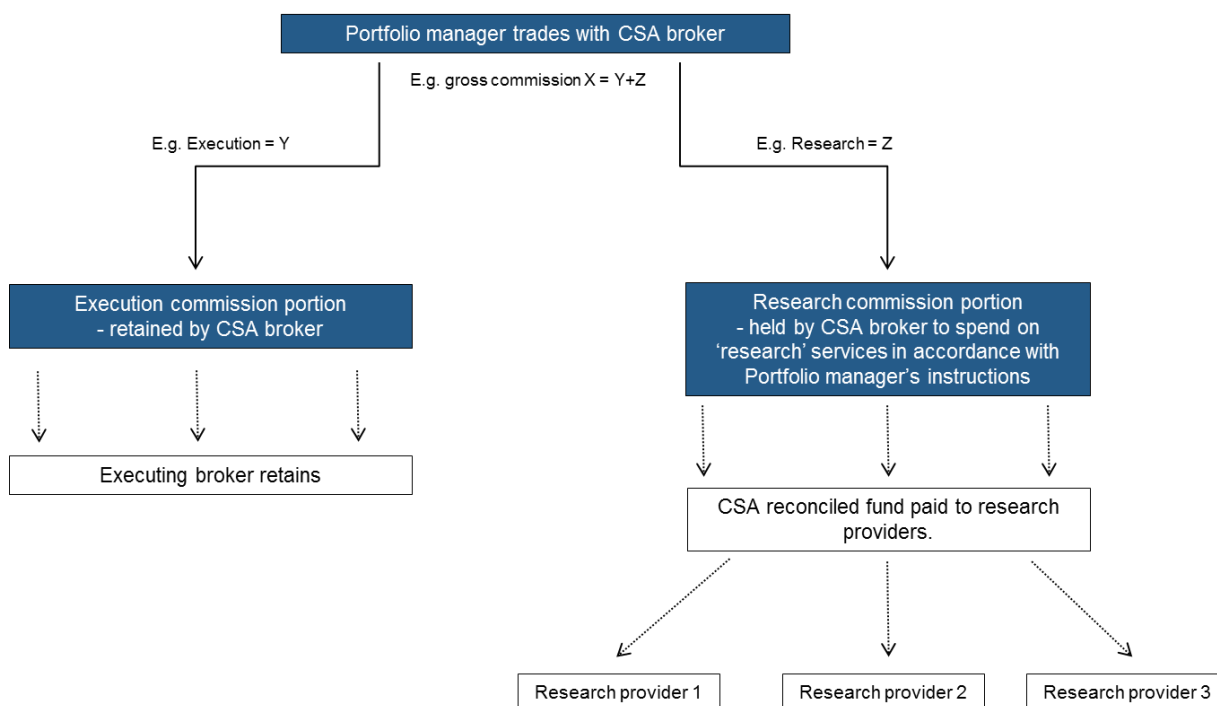 Portfolio manager trades with CSA broker
E.g. gross commission X = Y+Z
E.g. Execution = Y
E.g. Research = Z
Execution commission portion
- retained by CSA broker
Research commission portion
- held by CSA broker to spend on
‘research’ services in accordance with
Portfolio manager’s instructions
Executing broker retains
CSA reconciled fund paid to research
providers.
Research provider 1
Research provider 2
Research provider 3